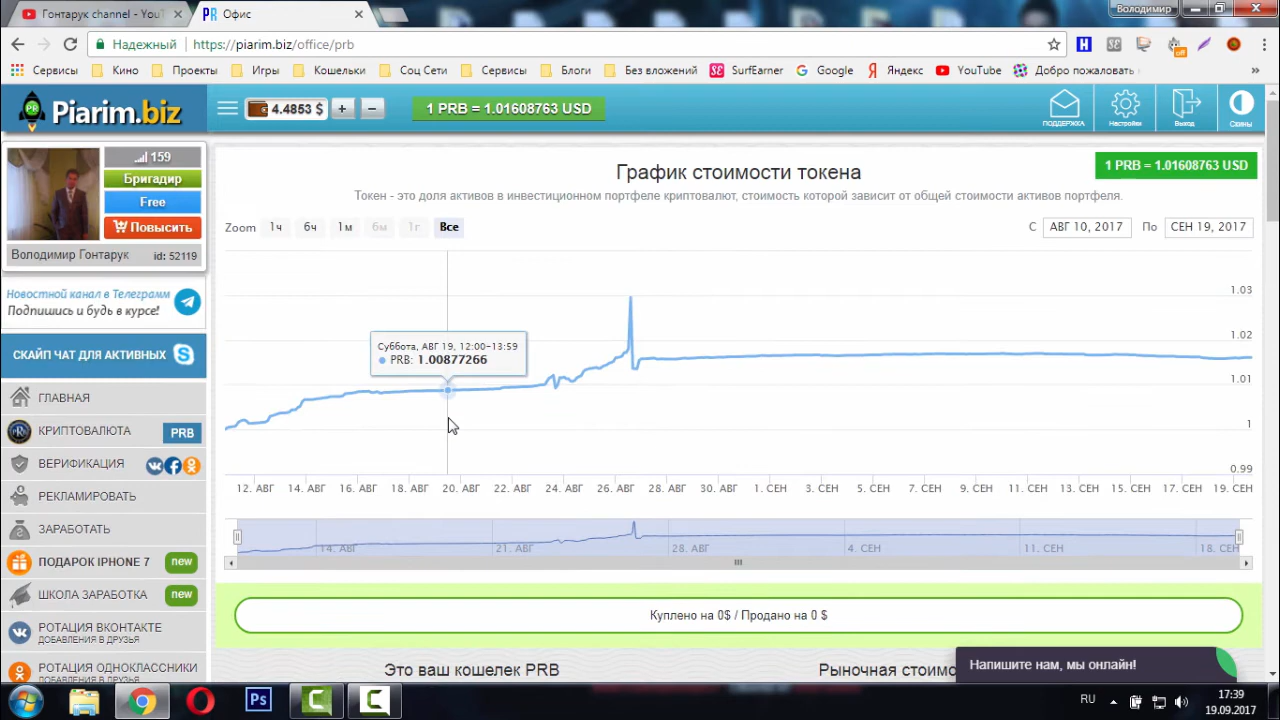 Гонтарук channel - YouT
Офис
Володимир
Надежный
https://piarim.biz/office/prb
Сервисы
Кино
Проекты
Игры
Кошельки
Соц Сети
Сервисы
Блоги
Без вложений
SurfEarner
Google
Яндекс
YouTube
Добро пожаловать
Piarim.biz
4.4853 $
1 PRB = 1.01608763 USD
ПОДДЕРЖКА
Настройки
Выход
Скины
159
Бригадир
Free
Повысить
Володимир Гонтарук id: 52119
Новостной канал в Телеграмм
Подпишись и будь в курсе!
СКАЙП ЧАТ ДЛЯ АКТИВНЫХ
ГЛАВНАЯ
КРИПТОВАЛЮТА PRB
ВЕРИФИКАЦИЯ
РЕКЛАМИРОВАТЬ
ЗАРАБОТАТЬ
ПОДАРОК IPHONE 7 new
ШКОЛА ЗАРАБОТКА new
РОТАЦИЯ ВКОНТАКТЕ
ДОБАВЛЕНИЯ В ДРУЗЬЯ
РОТАЦИЯ ОДНОКЛАССНИКИ
ДОБАВЛЕНИЯ В ДРУЗЬЯ
График стоимости токена
1 PRB = 1.01608763 USD
Токен - это доля активов в инвестиционном портфеле криптовалют, стоимость которой зависит от общей стоимости активов портфеля.
Zoom 1ч 6ч 1м 6м 1г Все
С АВГ 10, 2017 По СЕН 19, 2017
1.03
1.02
1.01
1
0.99
Суббота, АВГ 19, 12:00-13:59
PRB: 1.00877266
12. АВГ 14. АВГ 16. АВГ 18. АВГ 20. АВГ 22. АВГ 24. АВГ 26. АВГ 28. АВГ 30. АВГ 1. СЕН 3. СЕН 5. СЕН 7. СЕН 9. СЕН 11. СЕН 13. СЕН 15. СЕН 17. СЕН 19. СЕН
14. АВГ 21. АВГ 28. АВГ 4. СЕН 11. СЕН 18. СЕН
Куплено на 0$ / Продано на 0 $
Это ваш кошелек PRB
Рыночная стоимо
Напишите нам, мы онлайн!
Ps
RU
17:39
19.09.2017